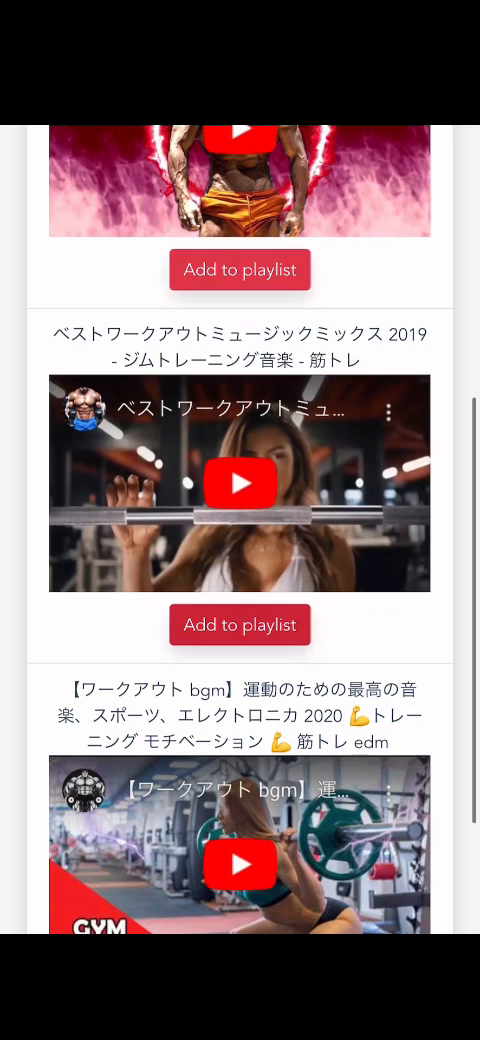 Add to playlist
ベストワークアウトミュージックミックス 2019
- ジムトレーニング音楽 - 筋トレ
ベストワークアウトミュ...
Add to playlist
【ワークアウト bgm】運動のための最高の音
楽、スポーツ、エレクトロニカ 2020 💪トレー
ニング モチベーション 💪 筋トレ edm
【ワークアウト bgm】運...
GYM